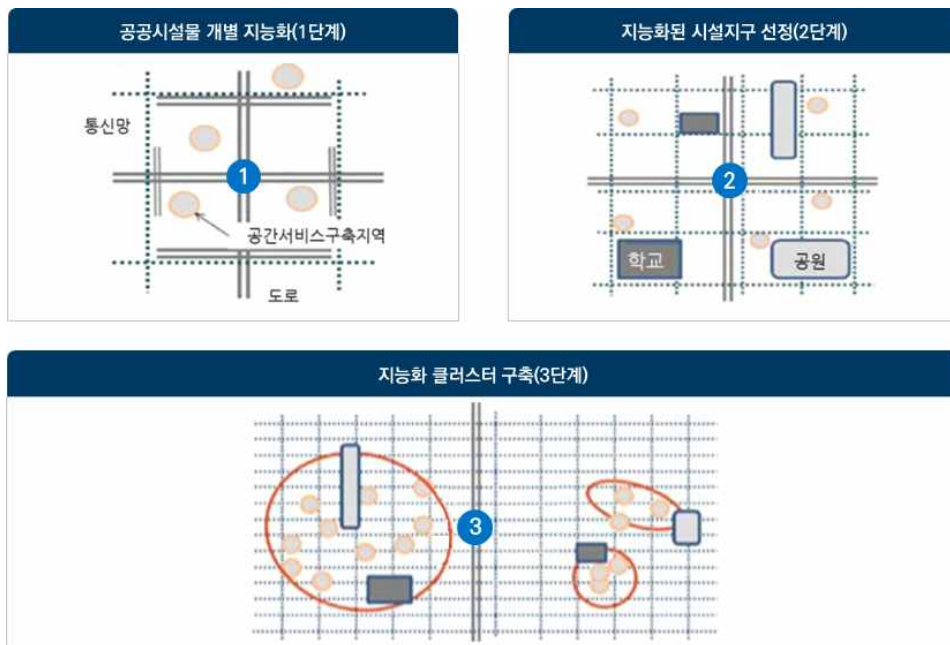 공공시설물 개별 지능화(1단계)
통신망
1
공간서비스구축지역
도로
지능화된 시설지구 선정(2단계)
2
학교
공원
지능화 클러스터 구축(3단계)
3